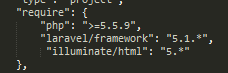 "type": "project",
"require": {
"php": ">=5.5.9",
"laravel/framework": "5.1.*",
"illuminate/html": "5.*"
},